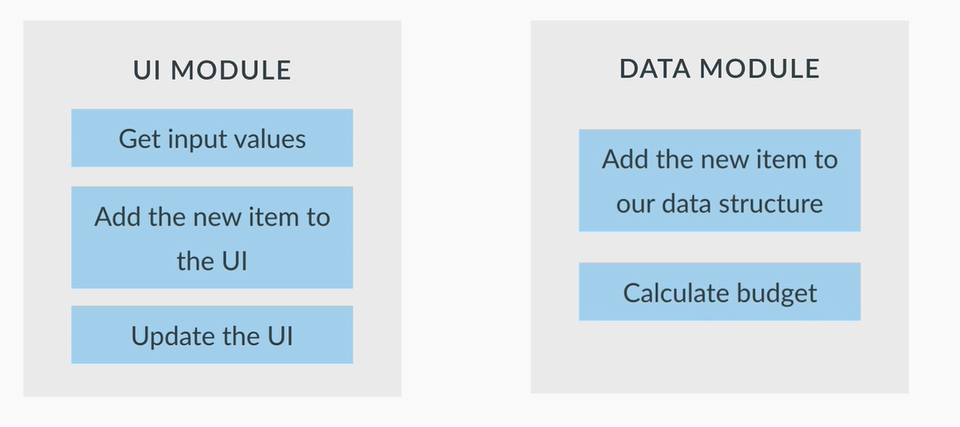 UI MODULE
Get input values
Add the new item to
the UI
Update the UI
DATA MODULE
Add the new item to
our data structure
Calculate budget